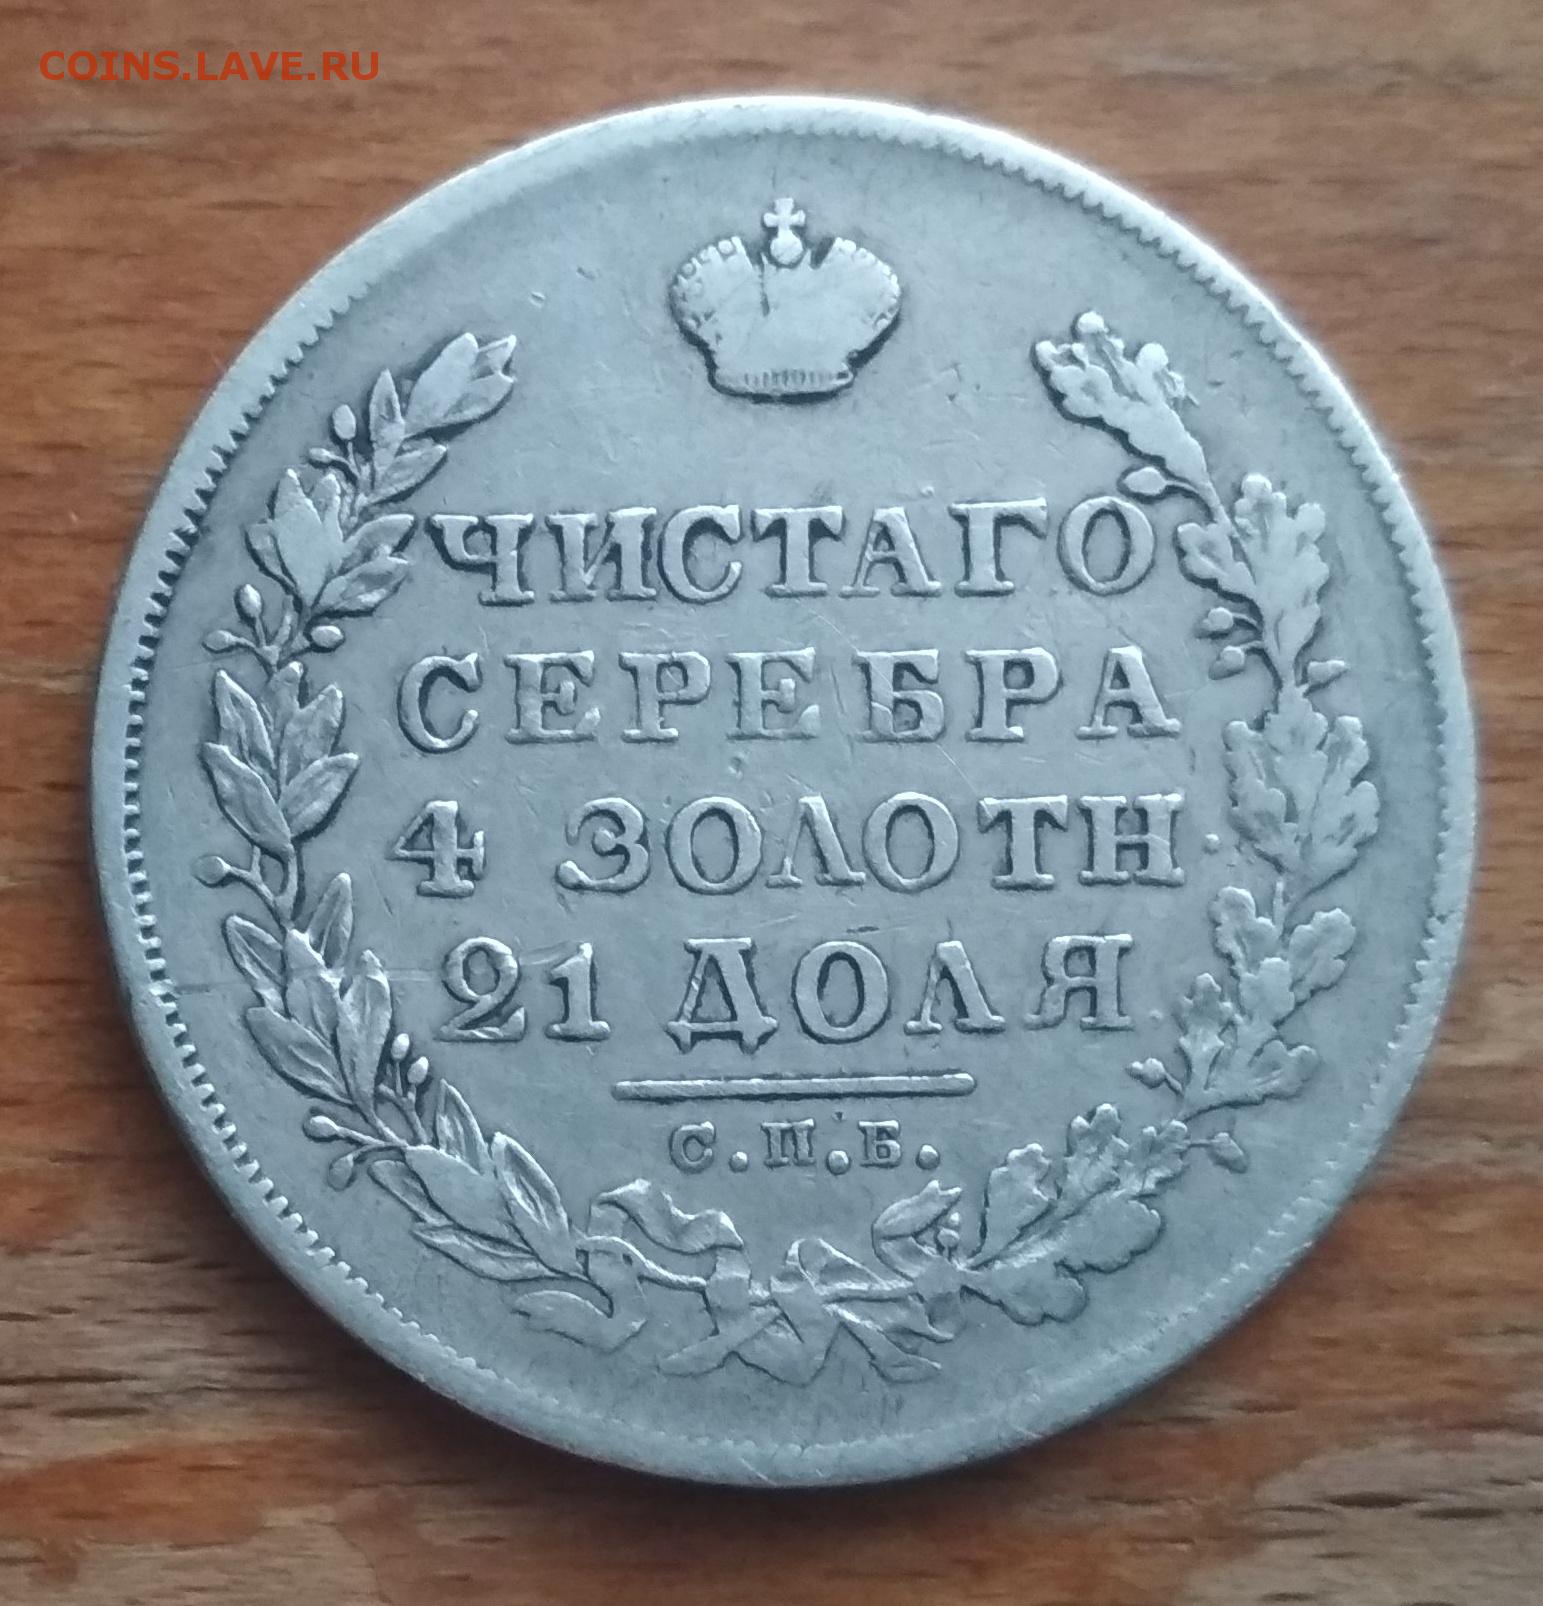 COINS.LAVE.RU
ЧИСТАГО
СЕРЕБРА
4 ЗОЛОТН.
21 ДОЛЯ.
С.П.Б.